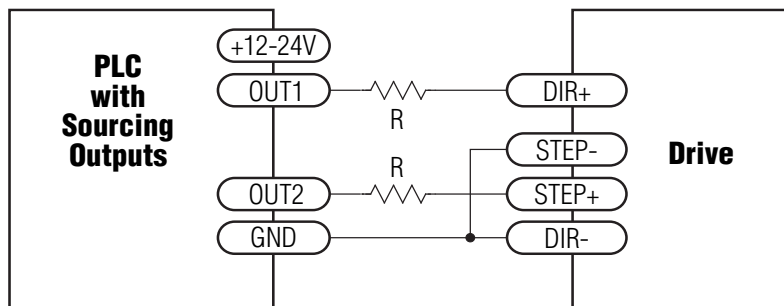 +12-24V
PLC
with
Sourcing
Outputs
OUT1
R
DIR+
STEP-
Drive
R
OUT2
STEP+
GND
DIR-